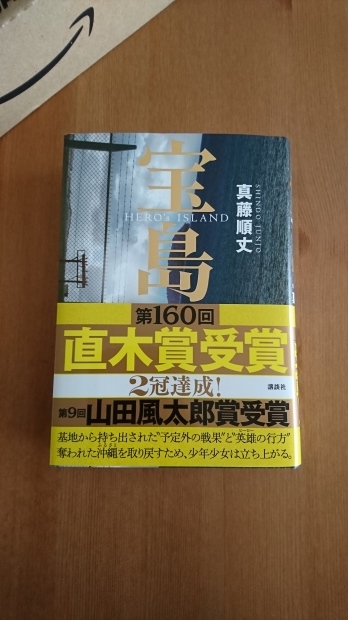 宝島
HERO's ISLAND
真藤順丈
SHINDO JUNJO
第160回
直木賞受賞
2冠達成!
講談社
第9回 山田風太郎賞受賞
基地から持ち出された"予定外の戦果"と"英雄の行方"
奪われた沖縄を取り戻すため、少年少女は立ち上がる。